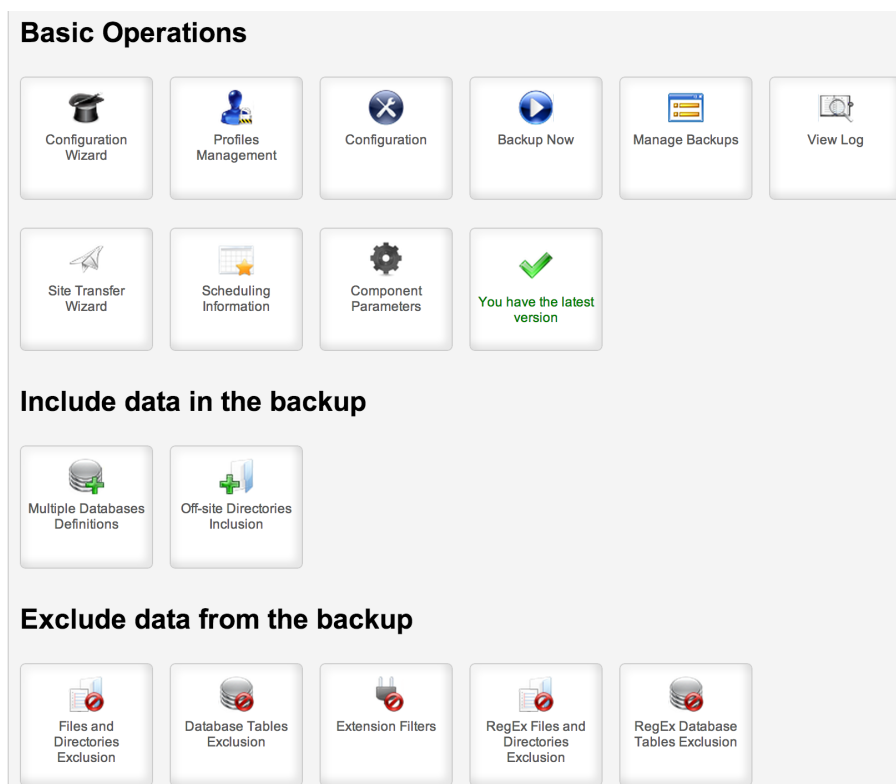 Basic Operations
Configuration
Wizard
Profiles
Management
Configuration
Backup Now
Manage Backups
View Log
Site Transfer
Wizard
Scheduling
Information
Component
Parameters
You have the latest
version
Include data in the backup
Multiple Databases
Definitions
Off-site Directories
Inclusion
Exclude data from the backup
Files and
Directories
Exclusion
Database Tables
Exclusion
Extension Filters
RegEx Files and
Directories
Exclusion
RegEx Database
Tables Exclusion